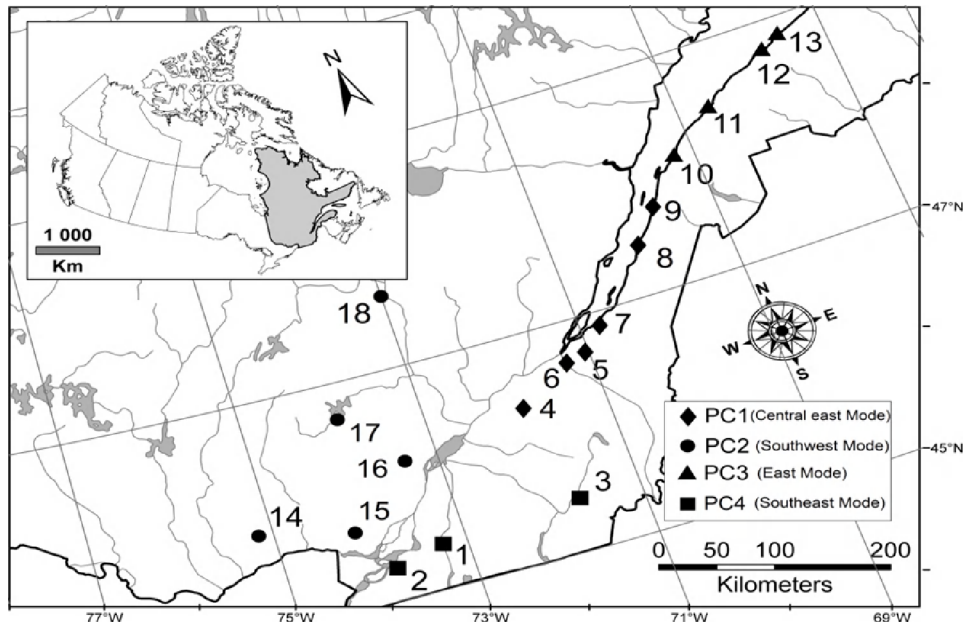 N
1 000
Km
13
12
11
10
9
8
7
6
5
4
3
18
17
16
15
14
1
2
47°N
45°N
N
E
W
S
PC1 (Central east Mode)
PC2 (Southwest Mode)
PC3 (East Mode)
PC4 (Southeast Mode)
0 50 100 200
Kilometers
77°W 75°W 73°W 71°W 69°W